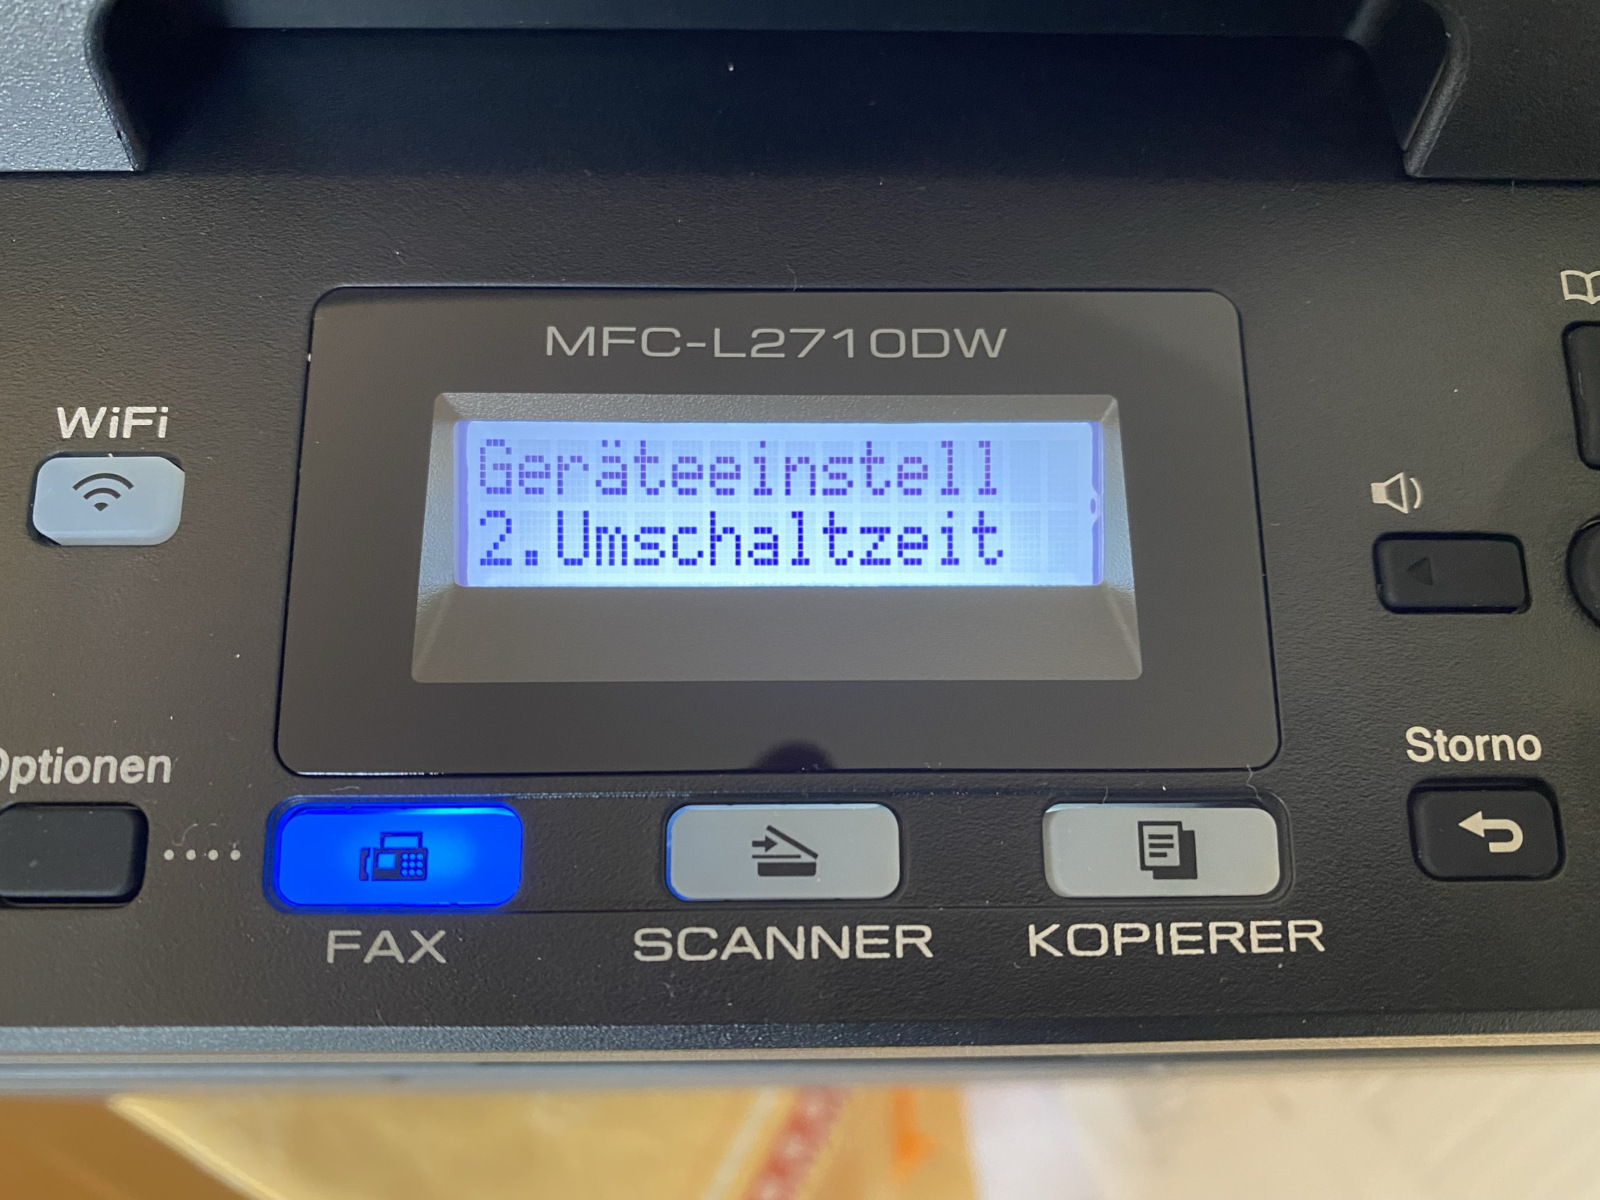 MFC-L2710DW
WiFi
Geräteeinstell
2.Umschaltzeit
Optionen
Storno
FAX
SCANNER
KOPIERER